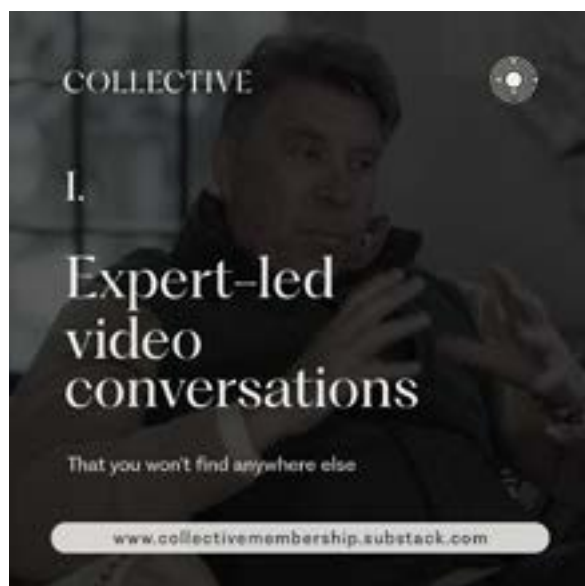 COLLECTIVE
1.
Expert-led
video
conversations
That you won't find anywhere else
www.collectivemembership.substack.com